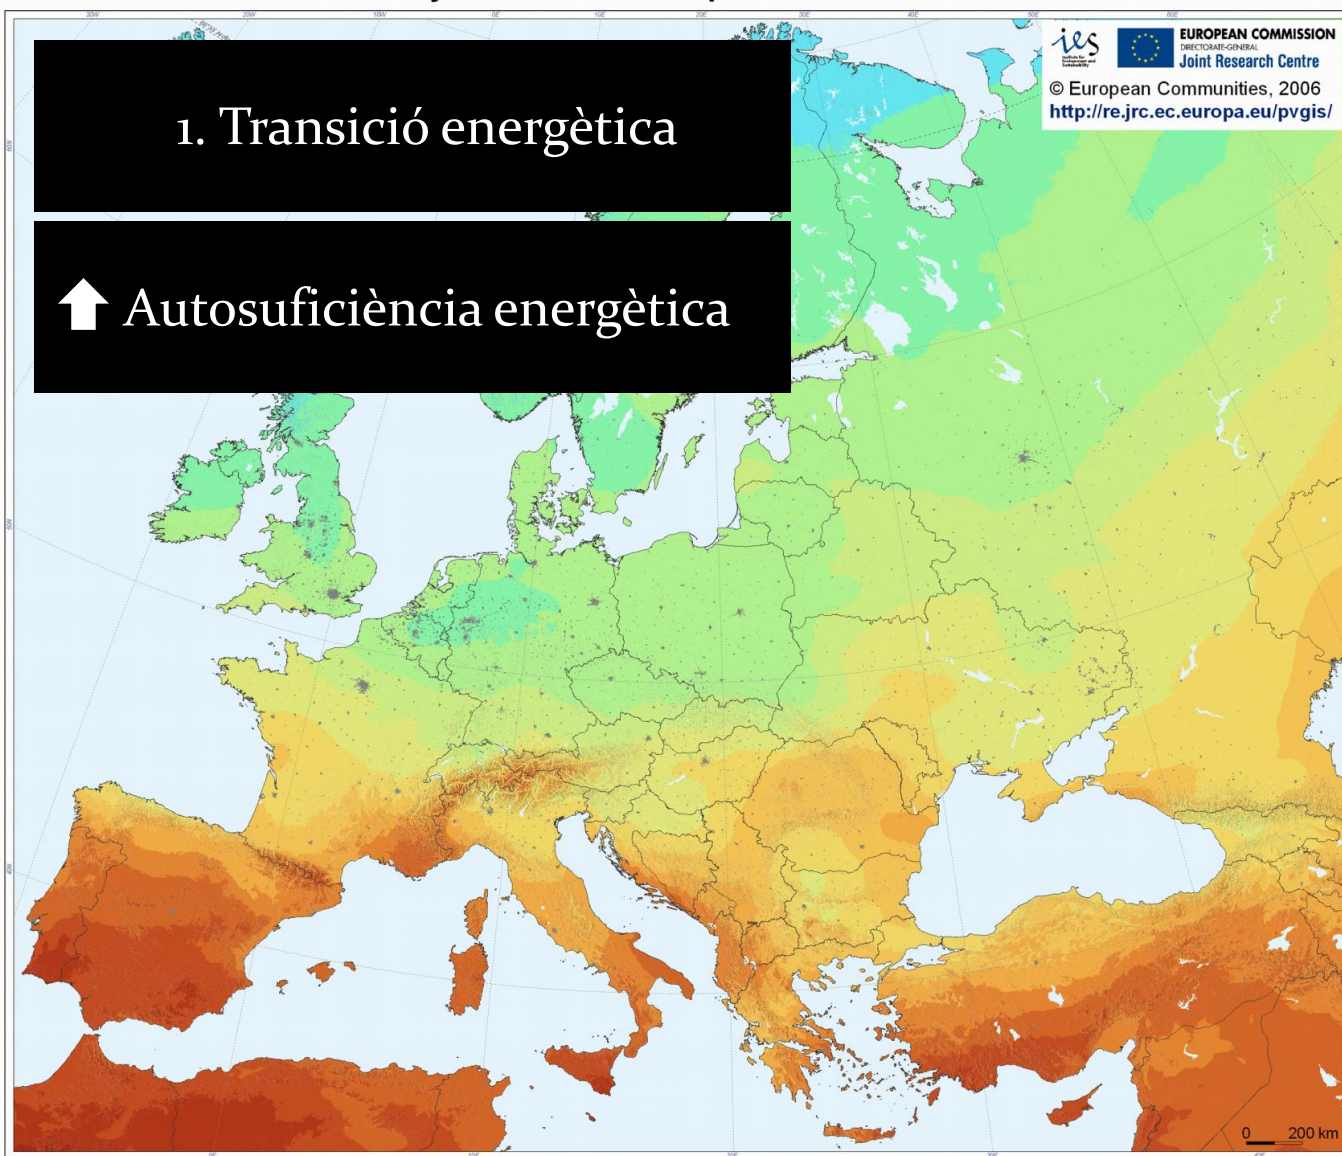 1. Transició energètica
Autosuficiència energètica
ies
EUROPEAN COMMISSION
DIRECTORATE-GENERAL
Joint Research Centre
© European Communities, 2006
http://re.jrc.ec.europa.eu/pvgis/
0 200 km